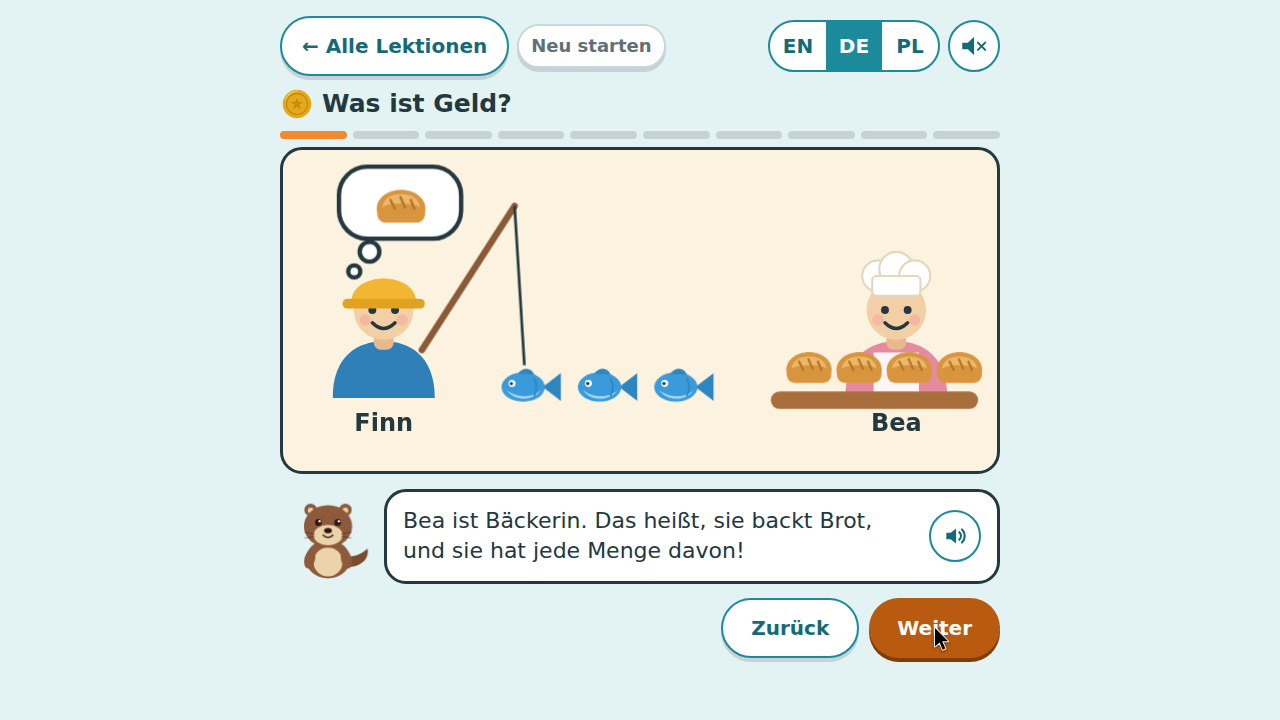 ← Alle Lektionen
Neu starten
EN DE PL
Was ist Geld?
Finn
Bea
Bea ist Bäckerin. Das heißt, sie backt Brot,
und sie hat jede Menge davon!
Zurück
Weiter